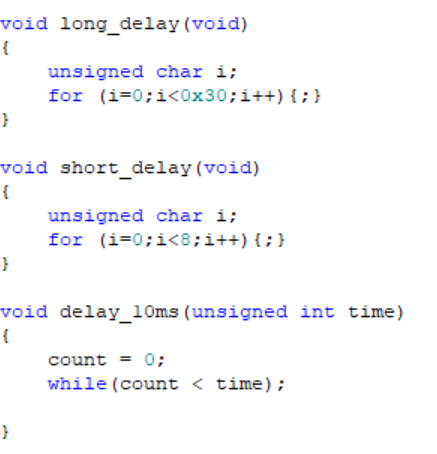 void long_delay(void)
{
    unsigned char i;
    for (i=0;i<0x30;i++){;}
}
void short_delay(void)
{
    unsigned char i;
    for (i=0;i<8;i++){;}
}
void delay_10ms(unsigned int time)
{
    count = 0;
    while(count < time);
}